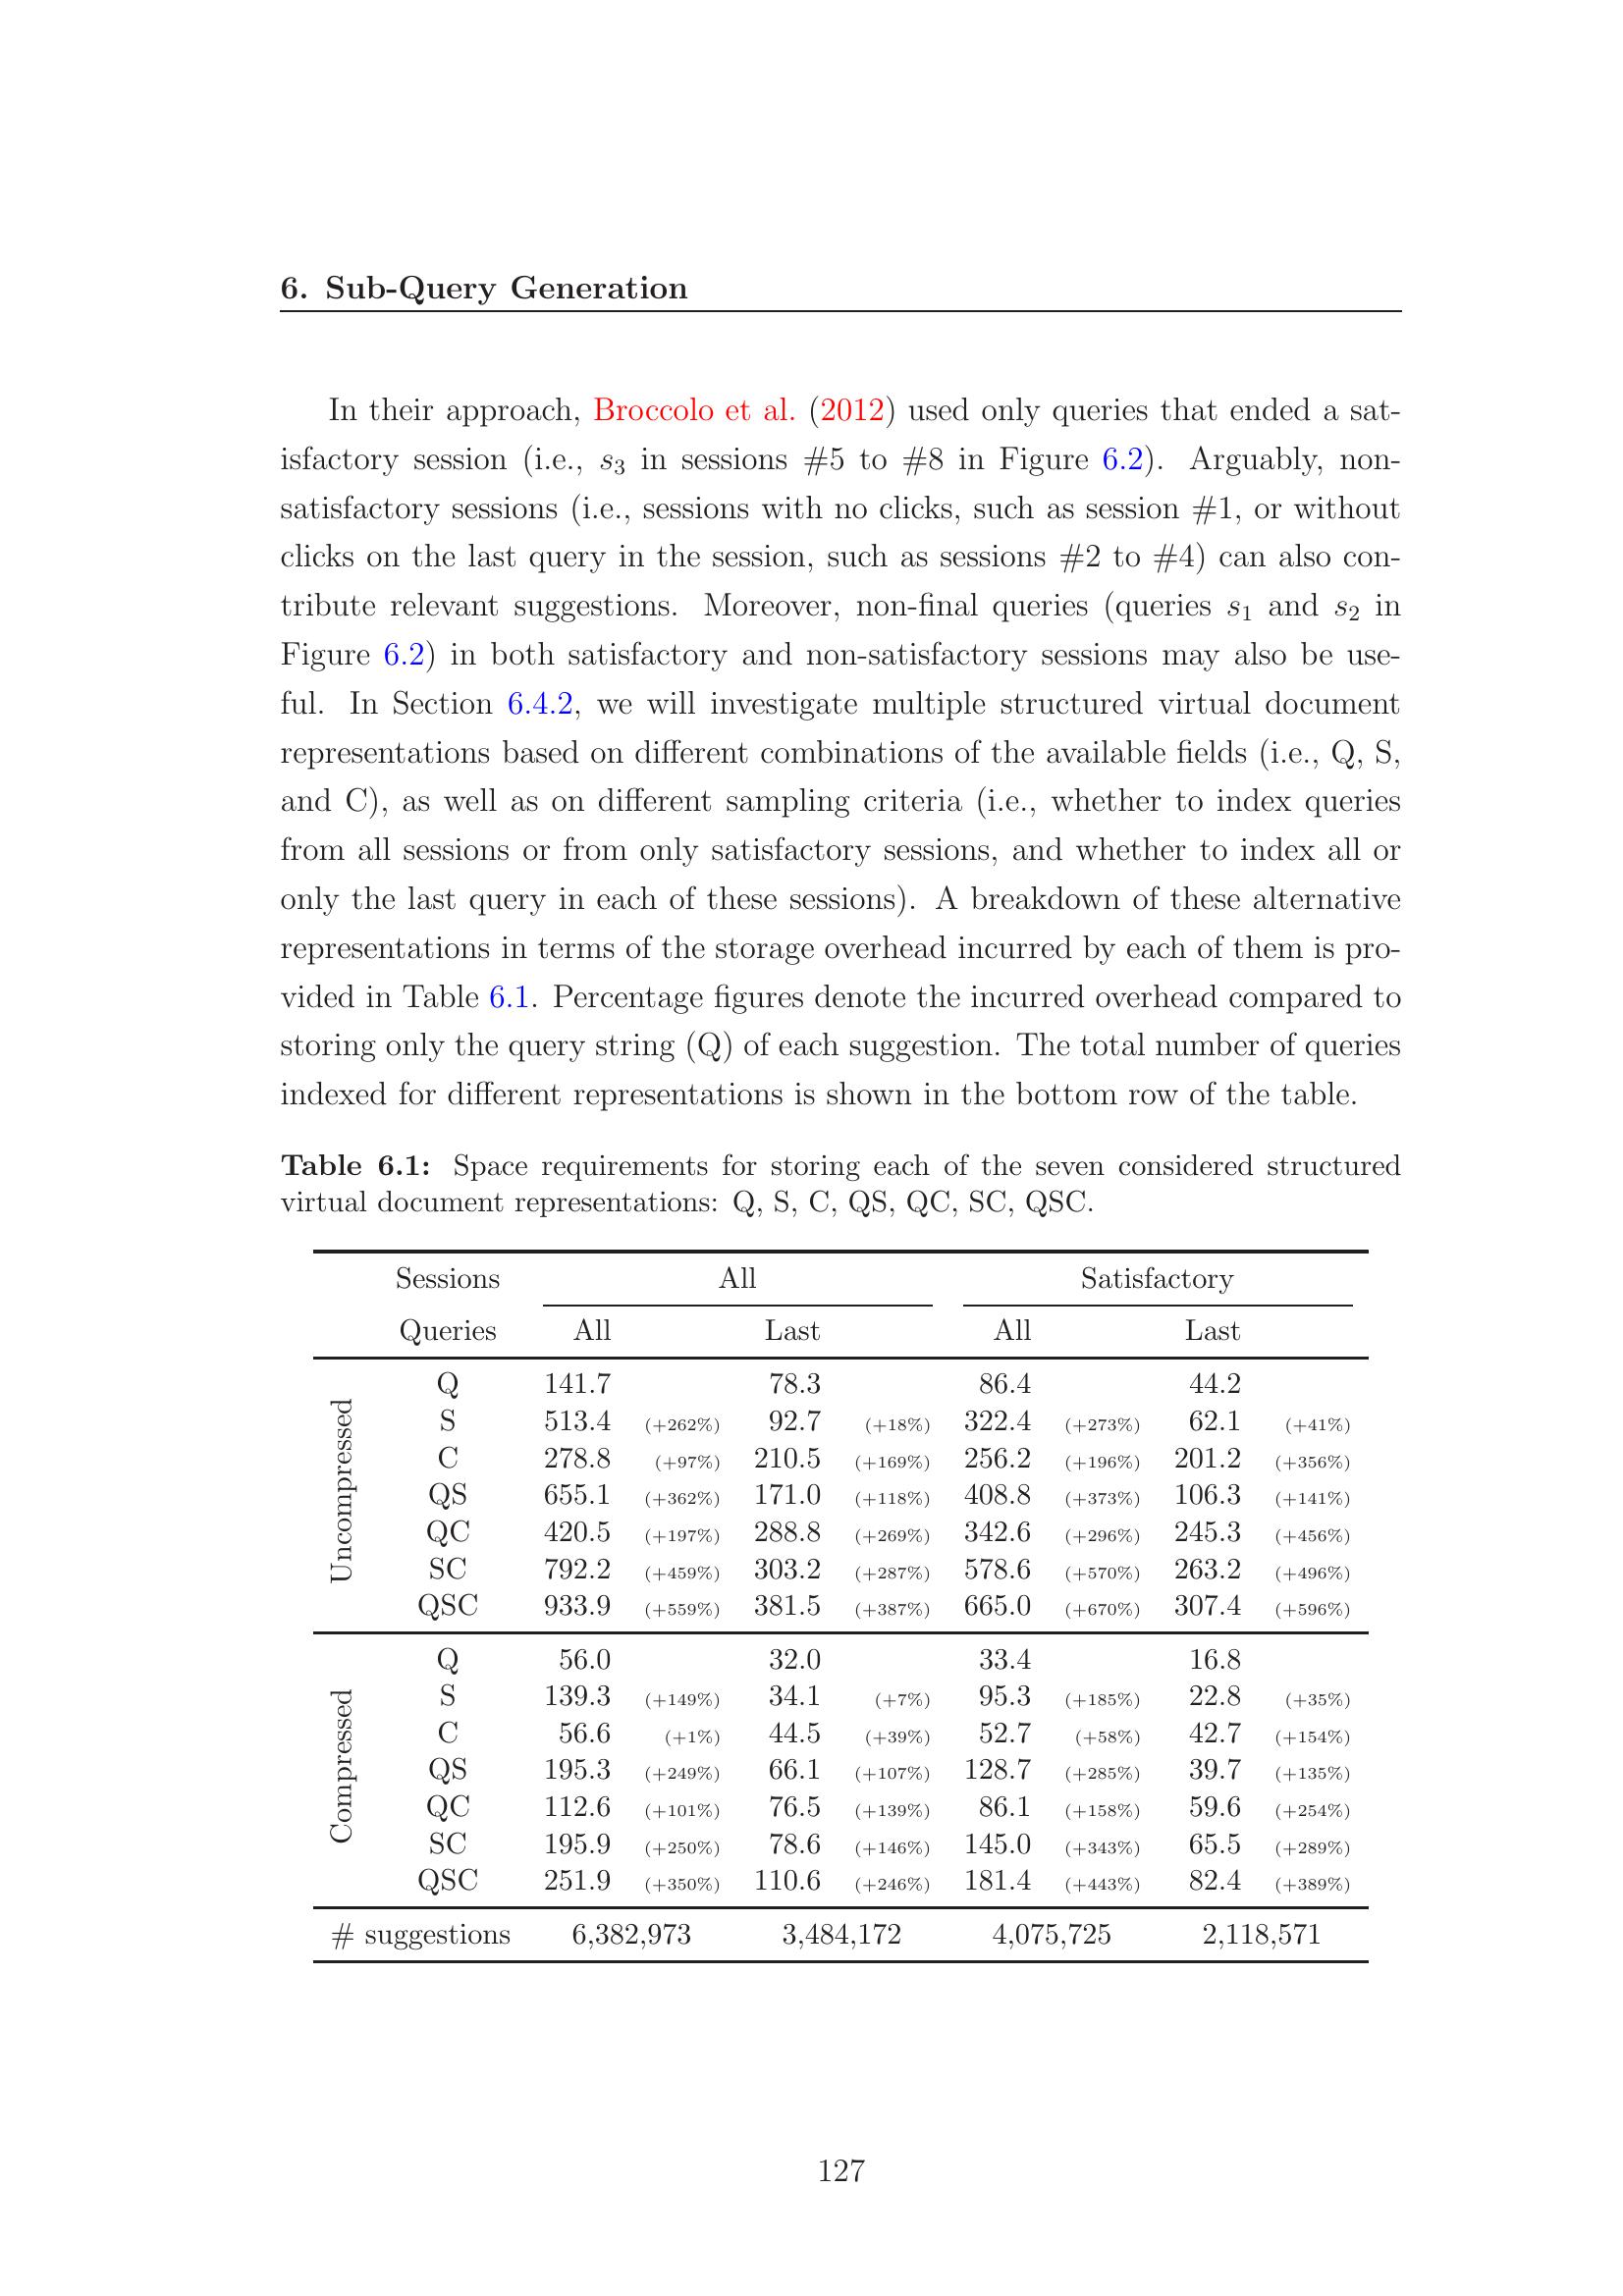 6. Sub-Query Generation
In their approach, Broccolo et al. (2012) used only queries that ended a sat-
isfactory session (i.e., s3 in sessions #5 to #8 in Figure 6.2). Arguably, non-
satisfactory sessions (i.e., sessions with no clicks, such as session #1, or without
clicks on the last query in the session, such as sessions #2 to #4) can also con-
tribute relevant suggestions. Moreover, non-final queries (queries s1 and s2 in
Figure 6.2) in both satisfactory and non-satisfactory sessions may also be use-
ful. In Section 6.4.2, we will investigate multiple structured virtual document
representations based on different combinations of the available fields (i.e., Q, S,
and C), as well as on different sampling criteria (i.e., whether to index queries
from all sessions or from only satisfactory sessions, and whether to index all or
only the last query in each of these sessions). A breakdown of these alternative
representations in terms of the storage overhead incurred by each of them is pro-
vided in Table 6.1. Percentage figures denote the incurred overhead compared to
storing only the query string (Q) of each suggestion. The total number of queries
indexed for different representations is shown in the bottom row of the table.
Table 6.1: Space requirements for storing each of the seven considered structured
virtual document representations: Q, S, C, QS, QC, SC, QSC.
Sessions All Satisfactory
Queries All Last All Last
Uncompressed
Q 141.7 78.3 86.4 44.2
S 513.4 (+262%) 92.7 (+18%) 322.4 (+273%) 62.1 (+41%)
C 278.8 (+97%) 210.5 (+169%) 256.2 (+196%) 201.2 (+356%)
QS 655.1 (+362%) 171.0 (+118%) 408.8 (+373%) 106.3 (+141%)
QC 420.5 (+197%) 288.8 (+269%) 342.6 (+296%) 245.3 (+456%)
SC 792.2 (+459%) 303.2 (+287%) 578.6 (+570%) 263.2 (+496%)
QSC 933.9 (+559%) 381.5 (+387%) 665.0 (+670%) 307.4 (+596%)
Compressed
Q 56.0 32.0 33.4 16.8
S 139.3 (+149%) 34.1 (+7%) 95.3 (+185%) 22.8 (+35%)
C 56.6 (+1%) 44.5 (+39%) 52.7 (+58%) 42.7 (+154%)
QS 195.3 (+249%) 66.1 (+107%) 128.7 (+285%) 39.7 (+135%)
QC 112.6 (+101%) 76.5 (+139%) 86.1 (+158%) 59.6 (+254%)
SC 195.9 (+250%) 78.6 (+146%) 145.0 (+343%) 65.5 (+289%)
QSC 251.9 (+350%) 110.6 (+246%) 181.4 (+443%) 82.4 (+389%)
# suggestions 6,382,973 3,484,172 4,075,725 2,118,571
127